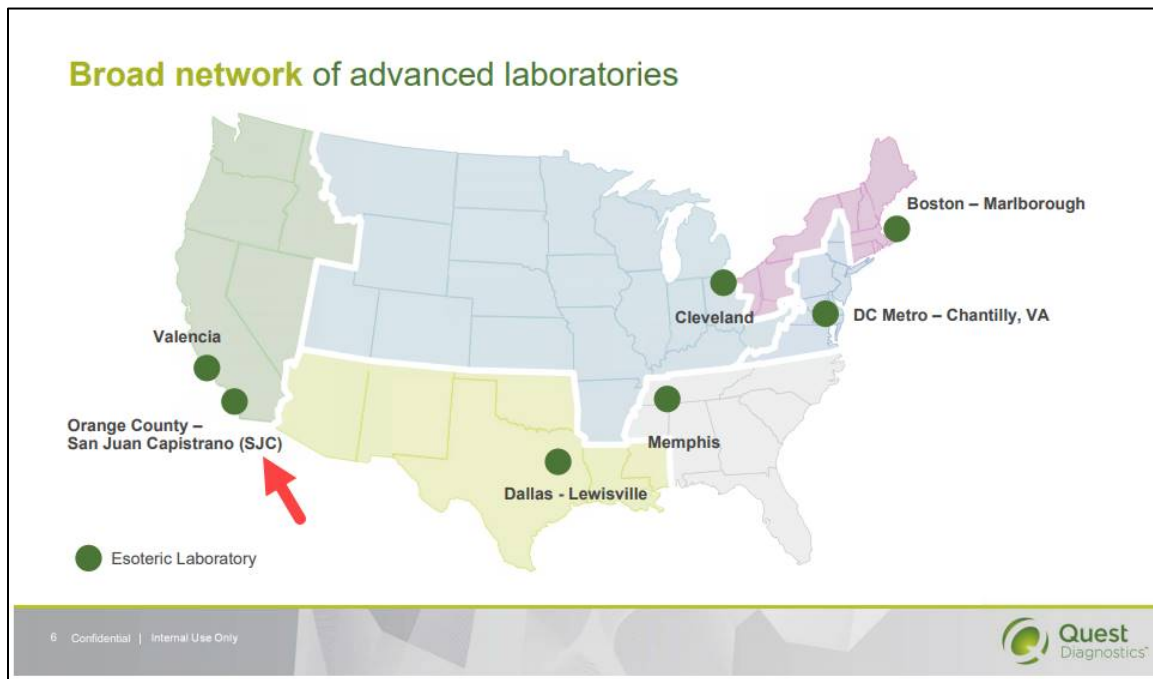 Broad network of advanced laboratories
Boston – Marlborough
Cleveland
DC Metro – Chantilly, VA
Valencia
Orange County –
San Juan Capistrano (SJC)
Memphis
Dallas - Lewisville
Esoteric Laboratory
6 Confidential | Internal Use Only
Quest
Diagnostics™